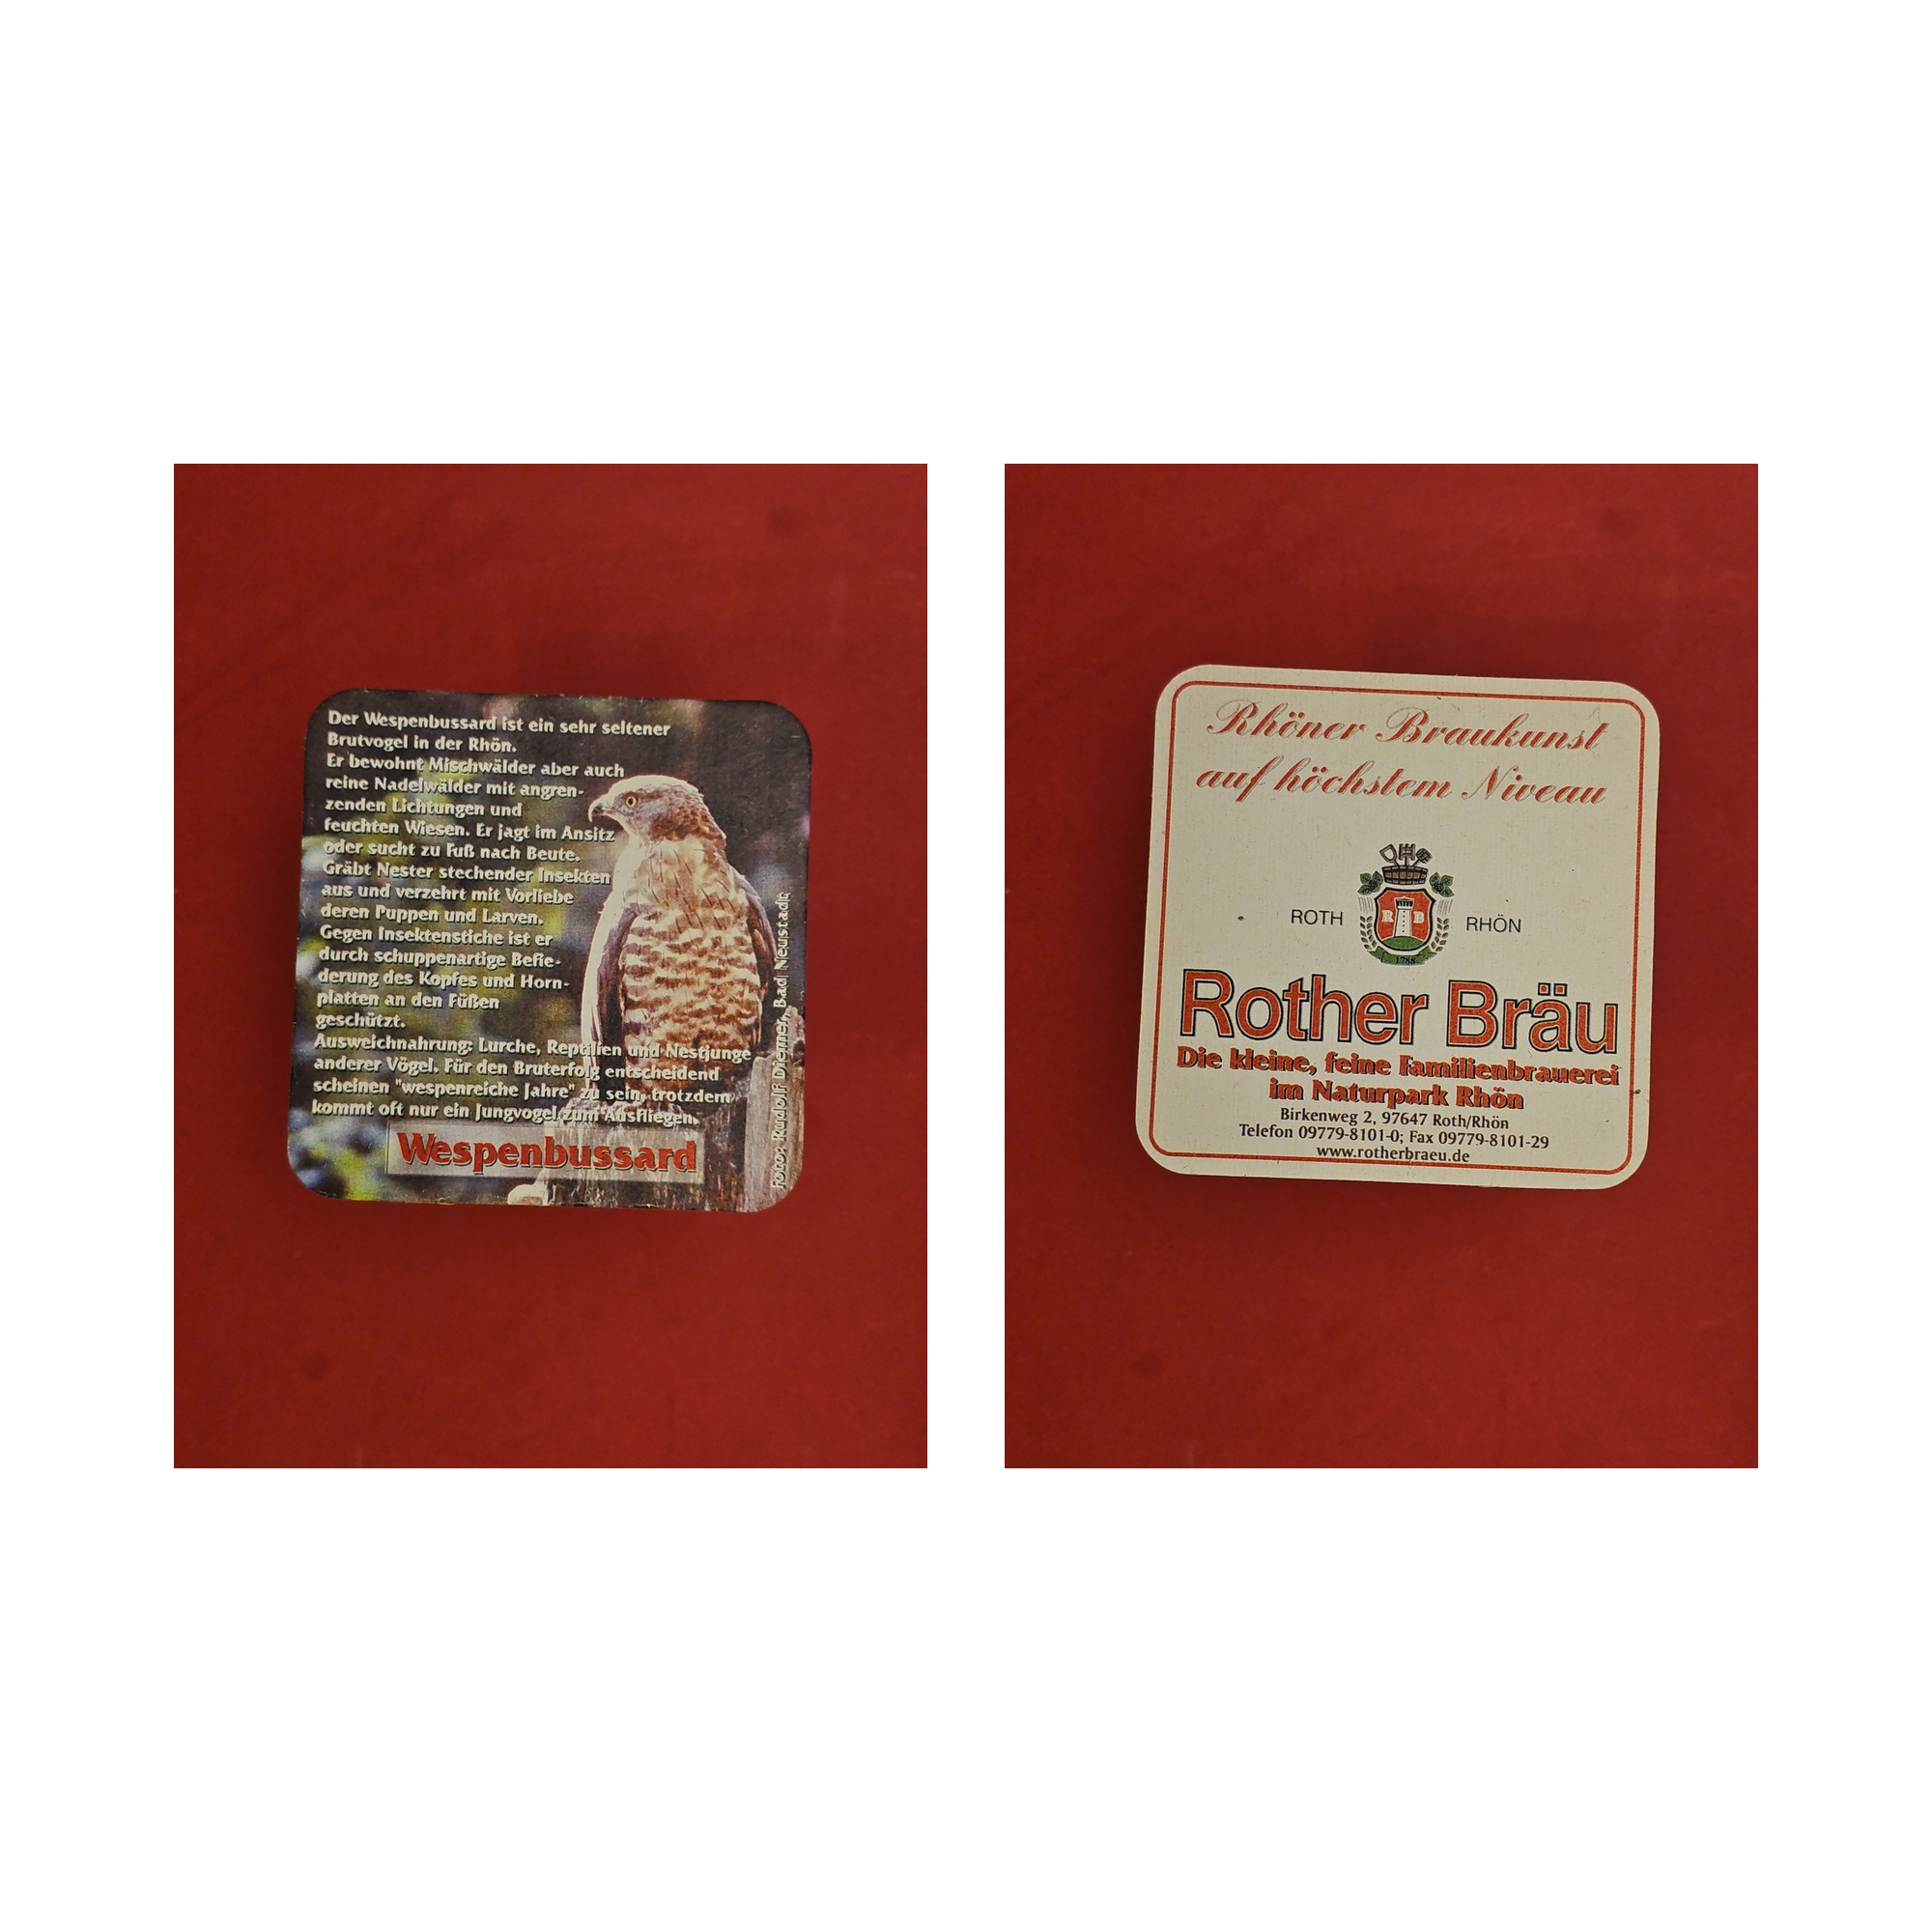 Der Wespenbussard ist ein sehr seltener
Brutvogel in der Rhön.
Er bewohnt Mischwälder aber auch
reine Nadelwälder mit angren-
zenden Lichtungen und
feuchten Wiesen. Er jagt im Ansitz
oder sucht zu Fuß nach Beute.
Gräbt Nester stechender Insekten
aus und verzehrt mit Vorliebe
deren Puppen und Larven.
Gegen Insektenstiche ist er
durch schuppenartige Befie-
derung des Kopfes und Horn-
platten an den Füßen
geschützt.
Ausweichnahrung: Lurche, Reptilien und Nestjunge
anderer Vögel. Für den Bruterfolg entscheidend
scheinen "wespenreiche Jahre" zu sein, trotzdem
kommt oft nur ein Jungvogel zum Ausfliegen.
Wespenbussard
Foto: Rudolf Diemer, Bad Neustadt
Rhöner Braukunst
auf höchstem Niveau
ROTH RHÖN
R B
1788
Rother Bräu
Die kleine, feine Familienbrauerei
im Naturpark Rhön
Birkenweg 2, 97647 Roth/Rhön
Telefon 09779-8101-0; Fax 09779-8101-29
www.rotherbraeu.de